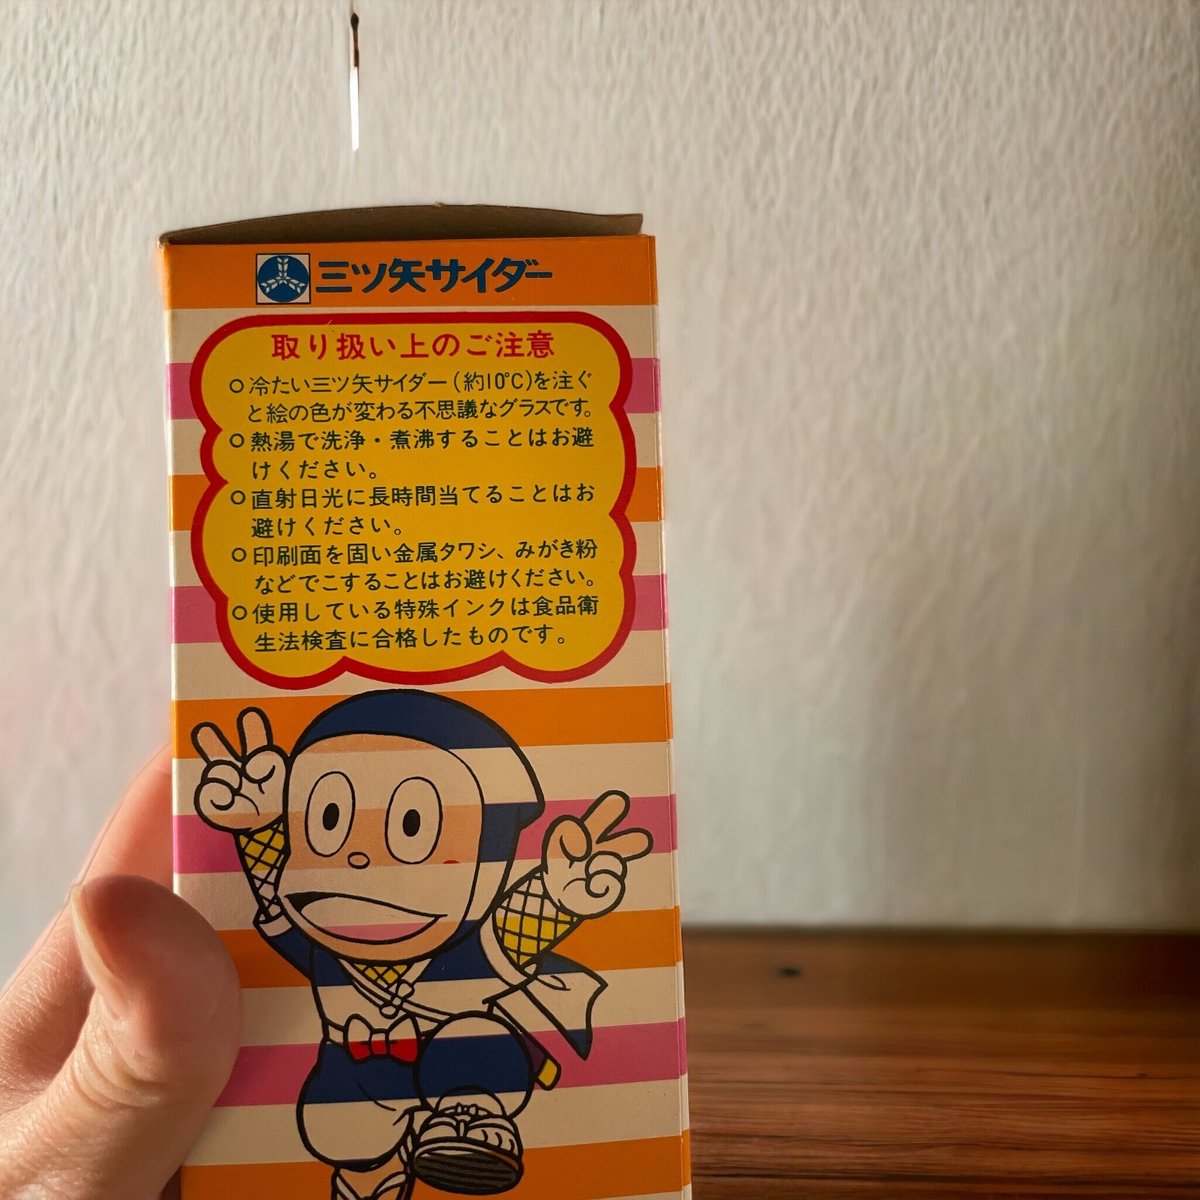 三ツ矢サイダー
取り扱い上のご注意
○冷たい三ツ矢サイダー(約10℃)を注ぐ
と絵の色が変わる不思議なグラスです。
○熱湯で洗浄・煮沸することはお避
けください。
○直射日光に長時間当てることはお
避けください。
○印刷面を固い金属タワシ、みがき粉
などでこすることはお避けください。
○使用している特殊インクは食品衛
生法検査に合格したものです。